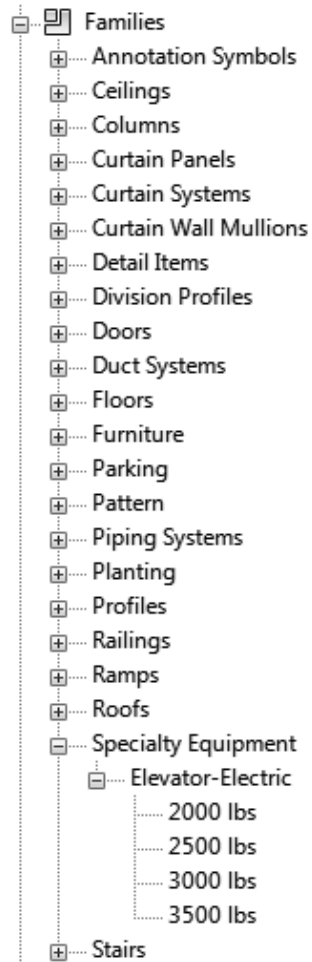 Families
Annotation Symbols
Ceilings
Columns
Curtain Panels
Curtain Systems
Curtain Wall Mullions
Detail Items
Division Profiles
Doors
Duct Systems
Floors
Furniture
Parking
Pattern
Piping Systems
Planting
Profiles
Railings
Ramps
Roofs
Specialty Equipment
Elevator-Electric
2000 lbs
2500 lbs
3000 lbs
3500 lbs
Stairs